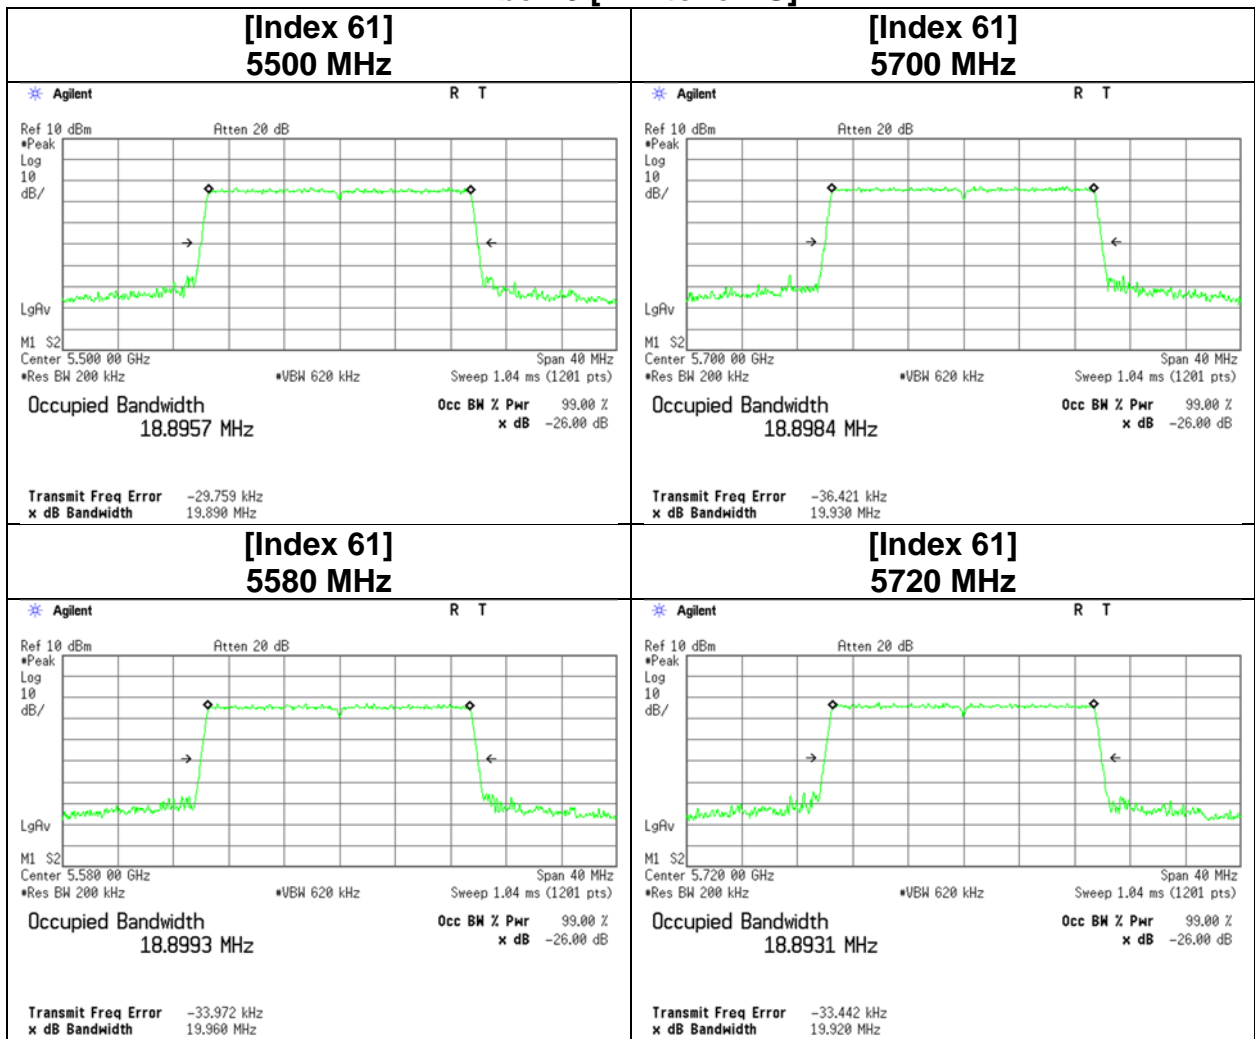 [Index 61]
5500 MHz
Agilent R T
Ref 10 dBm Atten 20 dB
#Peak
Log
10
dB/
LgAv
M1 S2
Center 5.500 00 GHz Span 40 MHz
#Res BW 200 kHz #VBW 620 kHz Sweep 1.04 ms (1201 pts)
Occupied Bandwidth Occ BW % Pwr 99.00 %
18.8957 MHz x dB -26.00 dB
Transmit Freq Error -29.759 kHz
x dB Bandwidth 19.890 MHz
[Index 61]
5700 MHz
Agilent R T
Ref 10 dBm Atten 20 dB
#Peak
Log
10
dB/
LgAv
M1 S2
Center 5.700 00 GHz Span 40 MHz
#Res BW 200 kHz #VBW 620 kHz Sweep 1.04 ms (1201 pts)
Occupied Bandwidth Occ BW % Pwr 99.00 %
18.8984 MHz x dB -26.00 dB
Transmit Freq Error -36.421 kHz
x dB Bandwidth 19.930 MHz
[Index 61]
5580 MHz
Agilent R T
Ref 10 dBm Atten 20 dB
#Peak
Log
10
dB/
LgAv
M1 S2
Center 5.580 00 GHz Span 40 MHz
#Res BW 200 kHz #VBW 620 kHz Sweep 1.04 ms (1201 pts)
Occupied Bandwidth Occ BW % Pwr 99.00 %
18.8993 MHz x dB -26.00 dB
Transmit Freq Error -33.972 kHz
x dB Bandwidth 19.960 MHz
[Index 61]
5720 MHz
Agilent R T
Ref 10 dBm Atten 20 dB
#Peak
Log
10
dB/
LgAv
M1 S2
Center 5.720 00 GHz Span 40 MHz
#Res BW 200 kHz #VBW 620 kHz Sweep 1.04 ms (1201 pts)
Occupied Bandwidth Occ BW % Pwr 99.00 %
18.8931 MHz x dB -26.00 dB
Transmit Freq Error -33.442 kHz
x dB Bandwidth 19.920 MHz